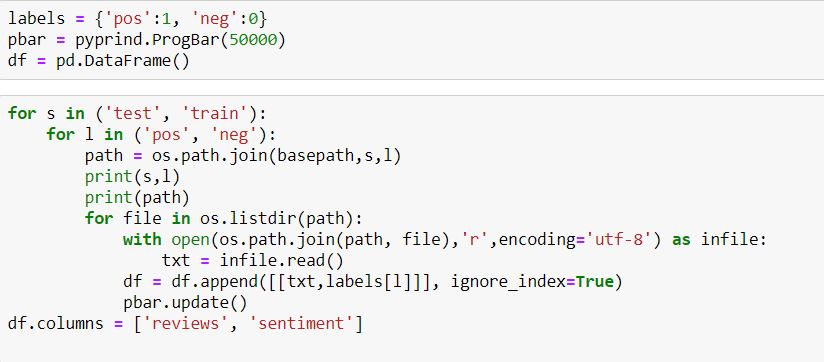 labels = {'pos':1, 'neg':0}
pbar = pyprind.ProgBar(50000)
df = pd.DataFrame()
for s in ('test', 'train'):
    for l in ('pos', 'neg'):
        path = os.path.join(basepath,s,l)
        print(s,l)
        print(path)
        for file in os.listdir(path):
            with open(os.path.join(path, file),'r',encoding='utf-8') as infile:
                txt = infile.read()
            df = df.append([[txt,labels[l]]], ignore_index=True)
            pbar.update()
df.columns = ['reviews', 'sentiment']